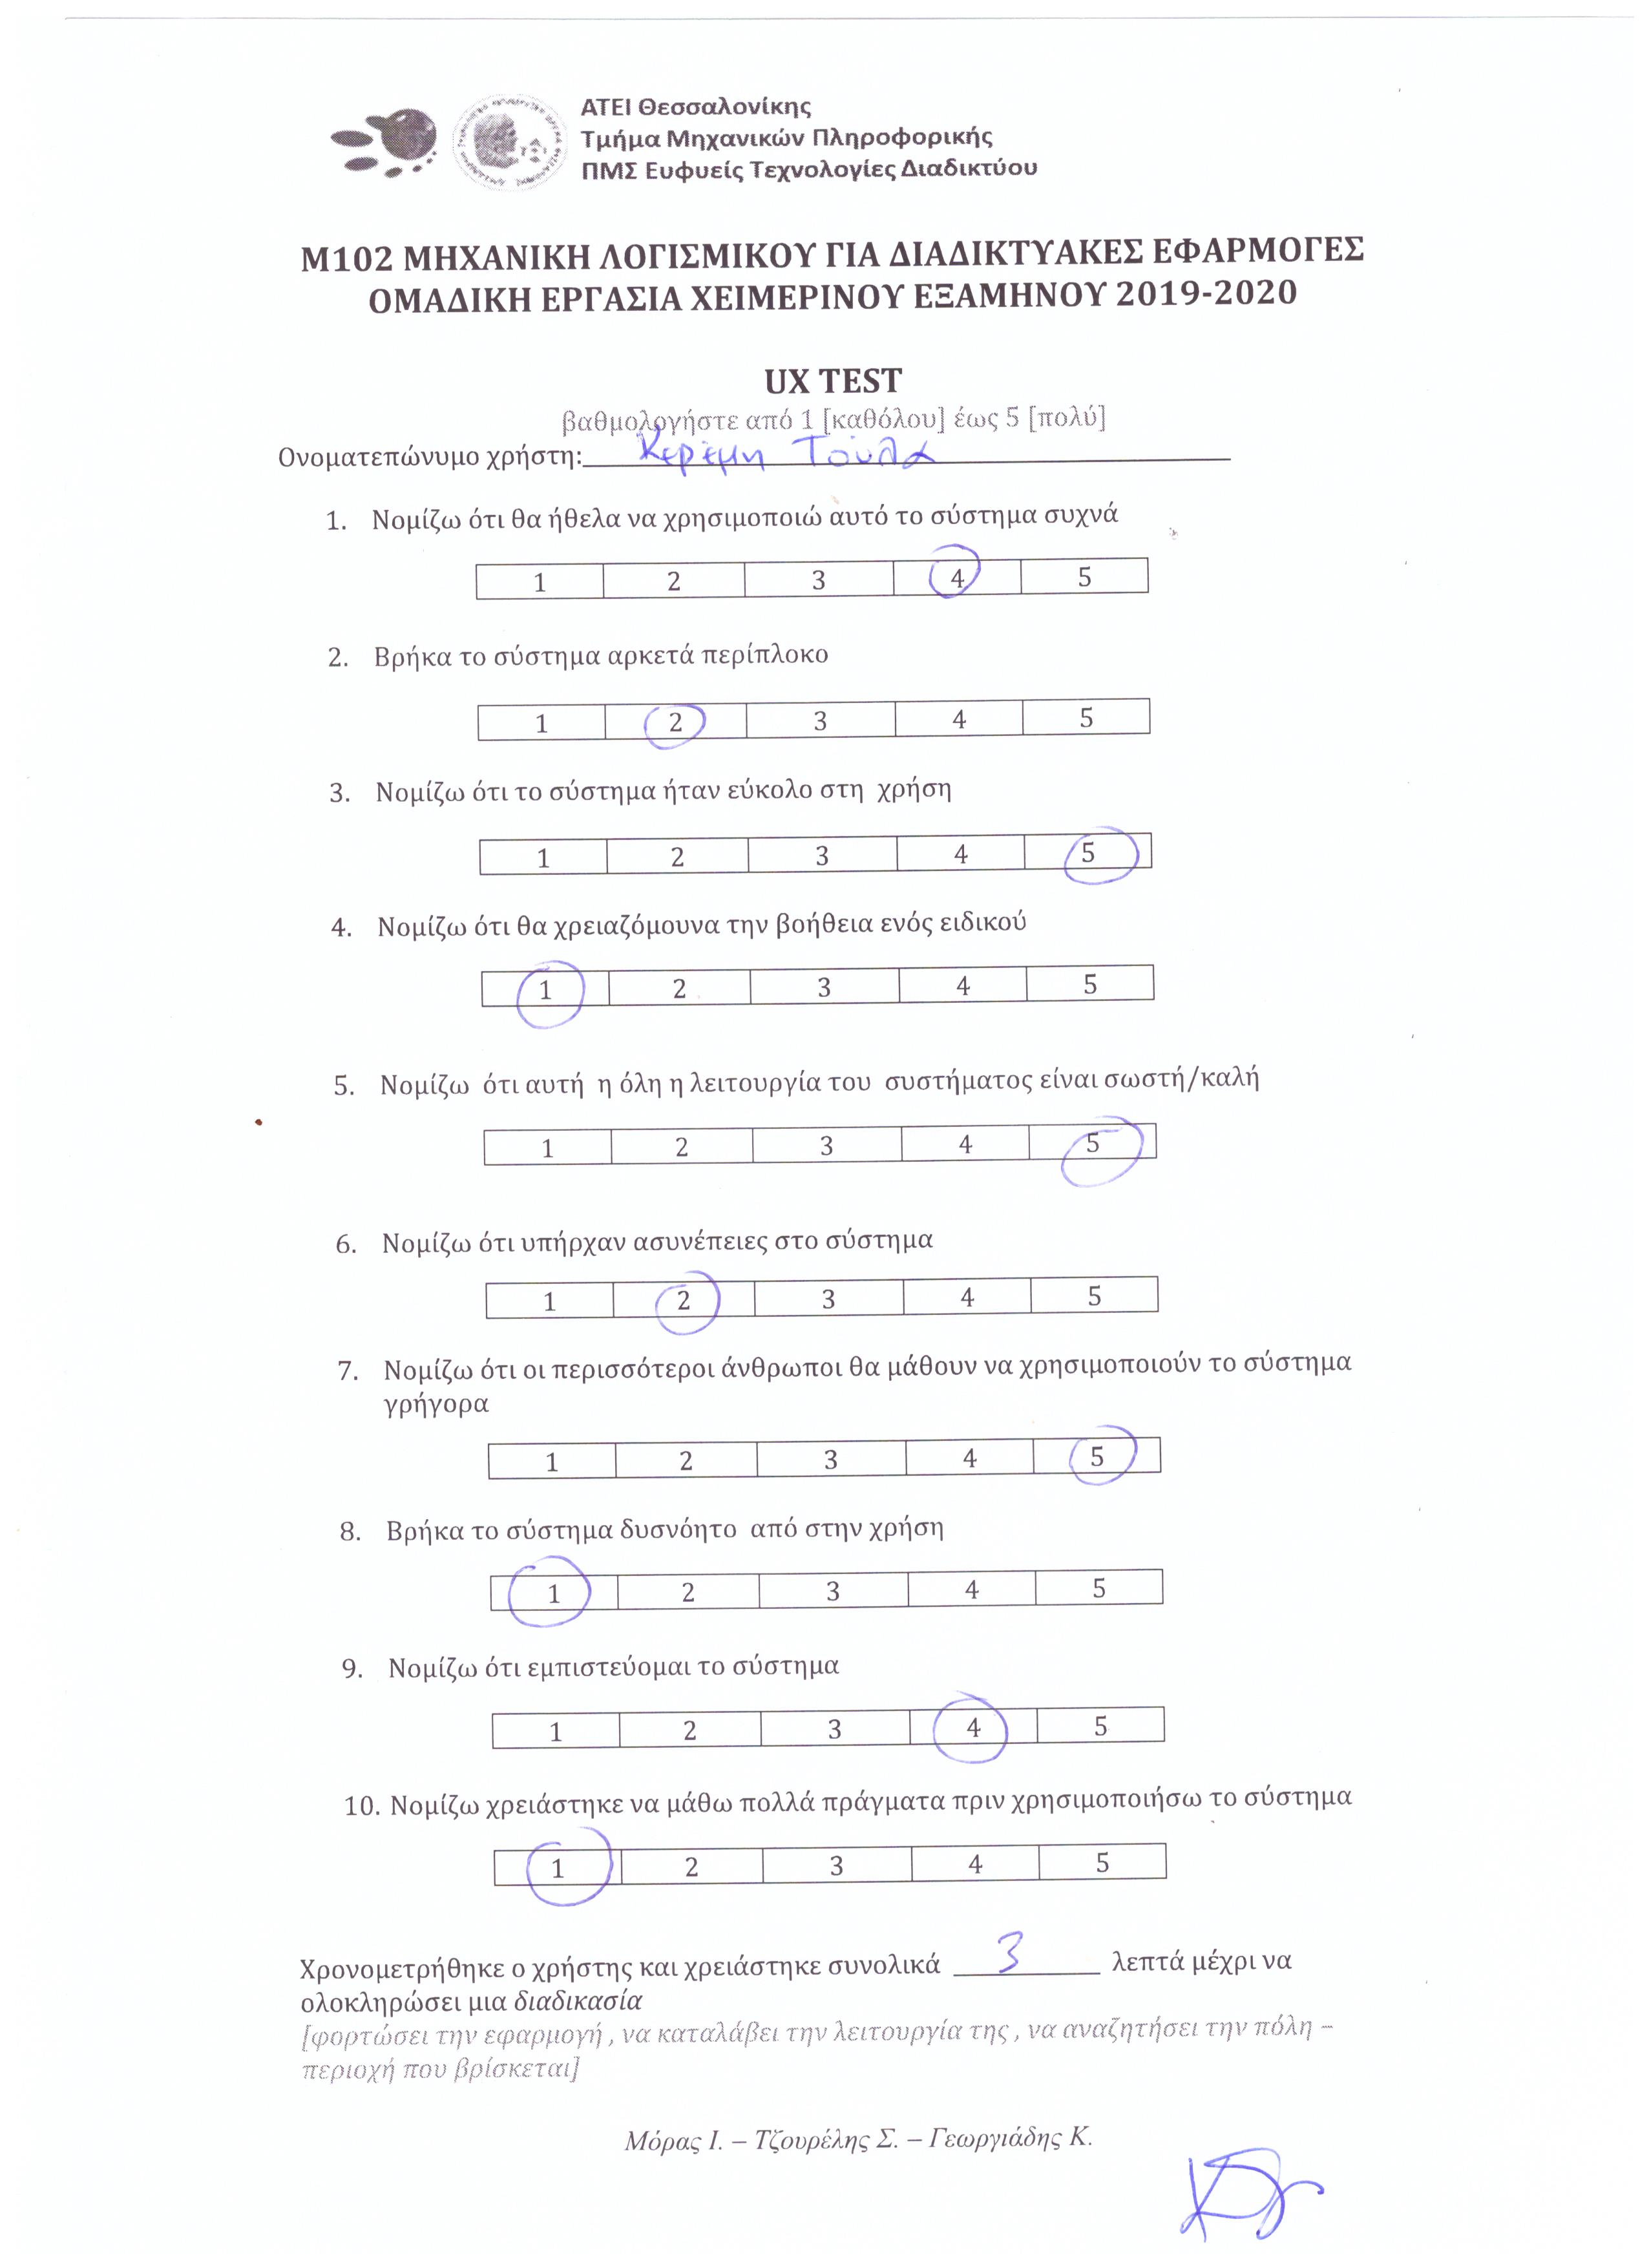 ΑΤΕΙ Θεσσαλονίκης
Τμήμα Μηχανικών Πληροφορικής
ΠΜΣ Ευφυείς Τεχνολογίες Διαδικτύου
Μ102 ΜΗΧΑΝΙΚΗ ΛΟΓΙΣΜΙΚΟΥ ΓΙΑ ΔΙΑΔΙΚΤΥΑΚΕΣ ΕΦΑΡΜΟΓΕΣ
ΟΜΑΔΙΚΗ ΕΡΓΑΣΙΑ ΧΕΙΜΕΡΙΝΟΥ ΕΞΑΜΗΝΟΥ 2019-2020
UX TEST
βαθμολογήστε από 1 [καθόλου] έως 5 [πολύ]
Ονοματεπώνυμο χρήστη: Κερέμη Τούλα
1. Νομίζω ότι θα ήθελα να χρησιμοποιώ αυτό το σύστημα συχνά
1 2 3 4 5
2. Βρήκα το σύστημα αρκετά περίπλοκο
1 2 3 4 5
3. Νομίζω ότι το σύστημα ήταν εύκολο στη χρήση
1 2 3 4 5
4. Νομίζω ότι θα χρειαζόμουνα την βοήθεια ενός ειδικού
1 2 3 4 5
5. Νομίζω ότι αυτή η όλη η λειτουργία του συστήματος είναι σωστή/καλή
1 2 3 4 5
6. Νομίζω ότι υπήρχαν ασυνέπειες στο σύστημα
1 2 3 4 5
7. Νομίζω ότι οι περισσότεροι άνθρωποι θα μάθουν να χρησιμοποιούν το σύστημα
γρήγορα
1 2 3 4 5
8. Βρήκα το σύστημα δυσνόητο από στην χρήση
1 2 3 4 5
9. Νομίζω ότι εμπιστεύομαι το σύστημα
1 2 3 4 5
10. Νομίζω χρειάστηκε να μάθω πολλά πράγματα πριν χρησιμοποιήσω το σύστημα
1 2 3 4 5
Χρονομετρήθηκε ο χρήστης και χρειάστηκε συνολικά 3 λεπτά μέχρι να
ολοκληρώσει μια διαδικασία
[φορτώσει την εφαρμογή , να καταλάβει την λειτουργία της , να αναζητήσει την πόλη –
περιοχή που βρίσκεται]
Μόρας Ι. – Τζουρέλης Σ. – Γεωργιάδης Κ.